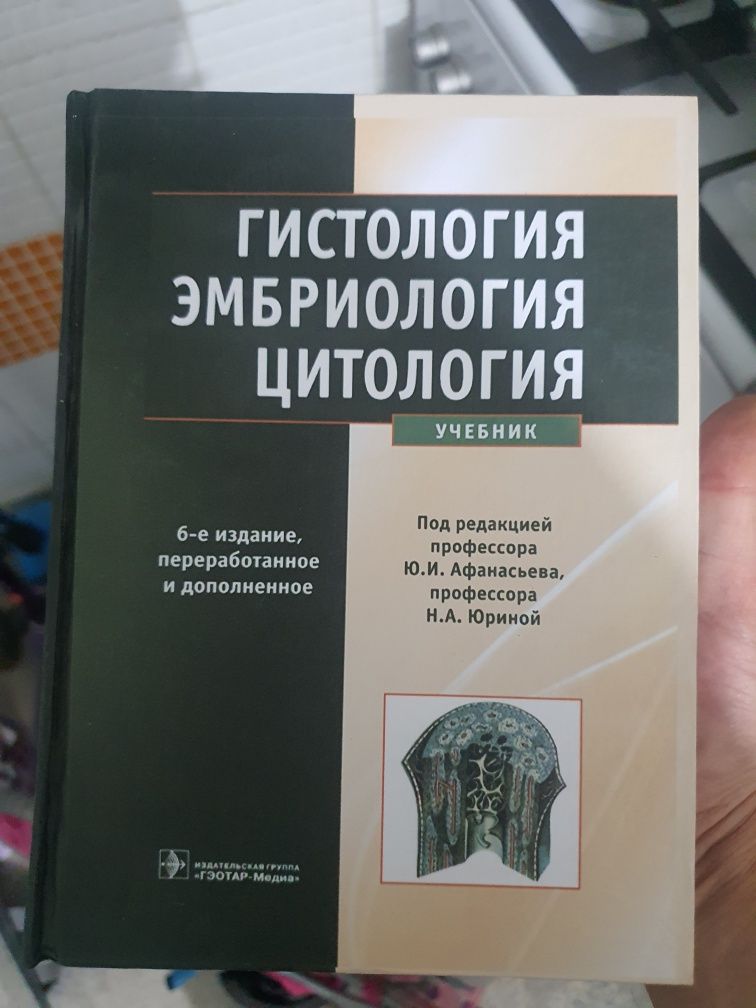 ГИСТОЛОГИЯ
ЭМБРИОЛОГИЯ
ЦИТОЛОГИЯ
УЧЕБНИК
6-е издание,
переработанное
и дополненное
Под редакцией
профессора
Ю.И. Афанасьева,
профессора
Н.А. Юриной
ИЗДАТЕЛЬСКАЯ ГРУППА
«ГЭОТАР-Медиа»